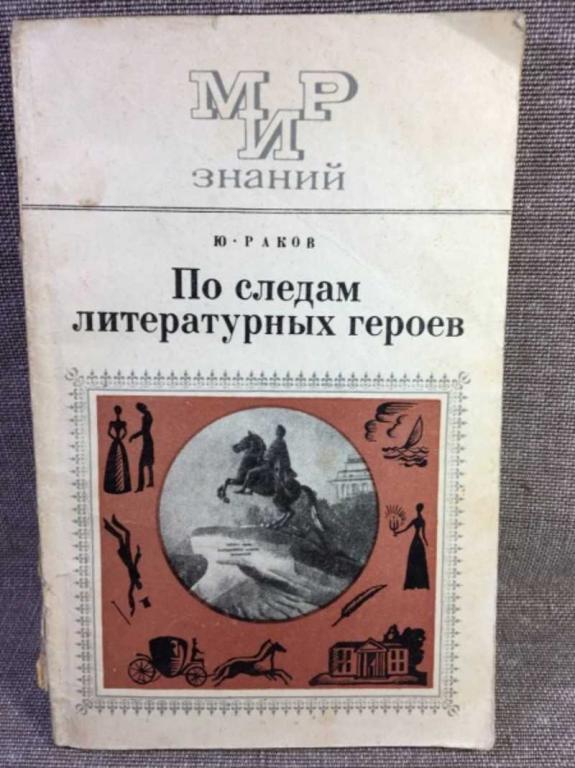 МИР
знаний
Ю · РАКОВ
По следам
литературных героев